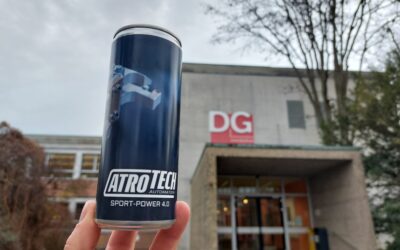 DG
ATROTECH
AUTOMATION
SPORT-POWER 4.0